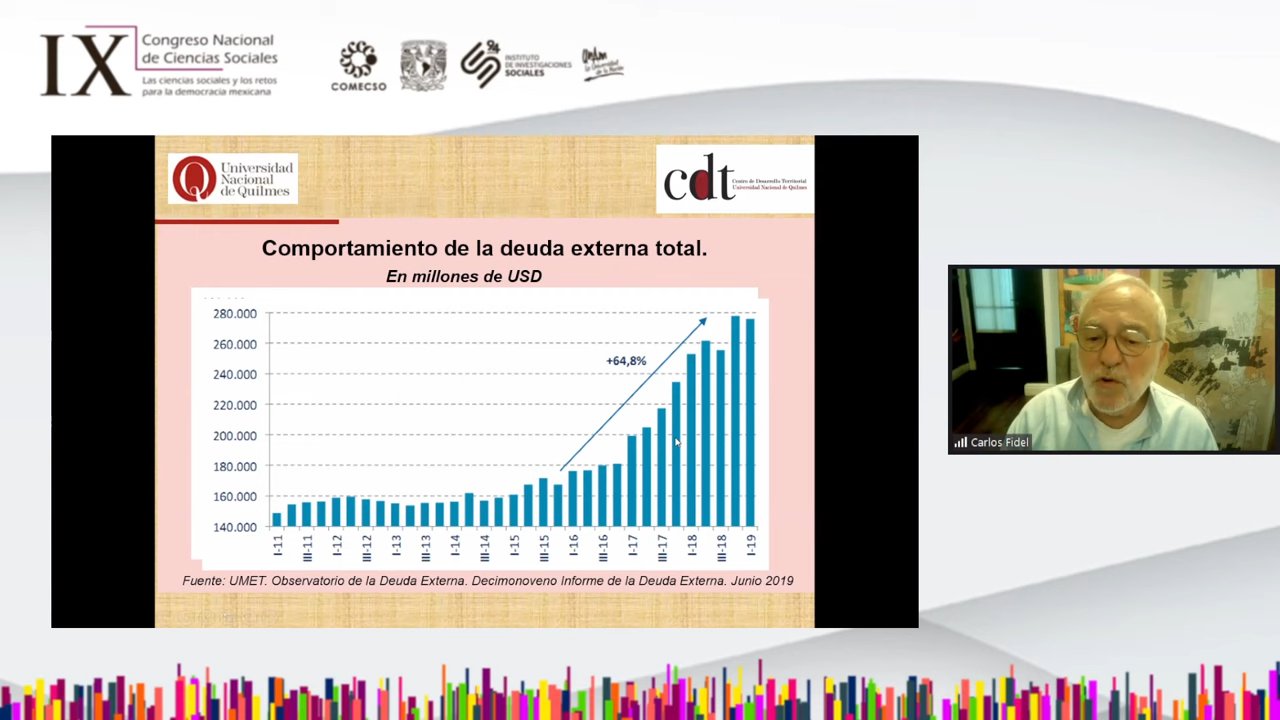 IX
Congreso Nacional
de Ciencias Sociales
Las ciencias sociales y los retos
para la democracia mexicana
COMECSO
INSTITUTO
DE INVESTIGACIONES
SOCIALES
Universidad
Nacional
de Quilmes
cdt
Centro de Desarrollo Territorial
Universidad Nacional de Quilmes
Comportamiento de la deuda externa total.
En millones de USD
280.000
260.000
240.000
220.000
200.000
180.000
160.000
140.000
+64,8%
I-11
III-11
I-12
III-12
I-13
III-13
I-14
III-14
I-15
III-15
I-16
III-16
I-17
III-17
I-18
III-18
I-19
Fuente: UMET. Observatorio de la Deuda Externa. Decimonoveno Informe de la Deuda Externa. Junio 2019
Carlos Fidel